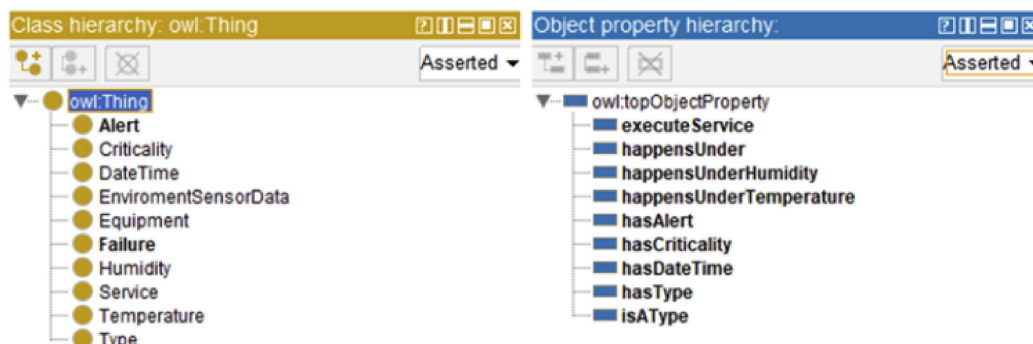 Class hierarchy: owl:Thing
Asserted
owl:Thing
Alert
Criticality
DateTime
EnviromentSensorData
Equipment
Failure
Humidity
Service
Temperature
Type
Object property hierarchy:
Asserted
owl:topObjectProperty
executeService
happensUnder
happensUnderHumidity
happensUnderTemperature
hasAlert
hasCriticality
hasDateTime
hasType
isAType